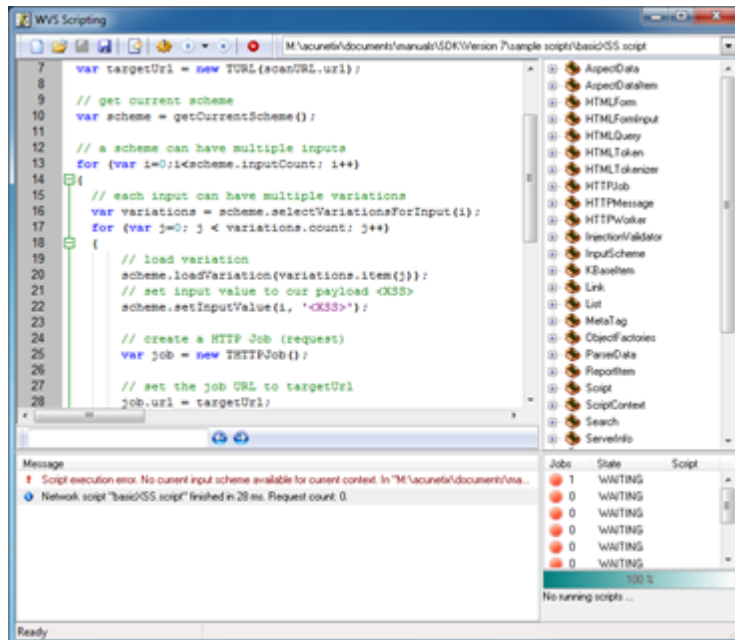 WVS Scripting
M:\acunetix\documents\manuals\SDK\Version 7\sample scripts\basicXSS.script
7 var targetUrl = new TURL(scanURL.url);
8
9 // get current scheme
10 var scheme = getCurrentScheme();
11
12 // a scheme can have multiple inputs
13 for (var i=0;i<scheme.inputCount; i++)
14 {
15 // each input can have multiple variations
16 var variations = scheme.selectVariationsForInput(i);
17 for (var j=0; j < variations.count; j++)
18 {
19 // load variation
20 scheme.loadVariation(variations.item(j));
21 // set input value to our payload <XSS>
22 scheme.setInputValue(i, '<XSS>');
23
24 // create a HTTP Job (request)
25 var job = new THTTPJob();
26
27 // set the job URL to targetUrl
28 job.url = targetUrl;
AspectData
AspectDataItem
HTMLForm
HTMLFormInput
HTMLQuery
HTMLToken
HTMLTokenizer
HTTPJob
HTTPMessage
HTTPWorker
InjectionValidator
InputScheme
KBaseItem
Link
List
MetaTag
ObjectFactories
ParserData
ReportItem
Script
ScriptContext
Search
ServerInfo
Message
Script execution error. No current input scheme available for current context. In "M:\acunetix\documents\ma...
Network script "basicXSS.script" finished in 28 ms. Request count: 0.
Jobs State Script
1 WAITING
0 WAITING
0 WAITING
0 WAITING
0 WAITING
0 WAITING
100 %
No running scripts ...
Ready